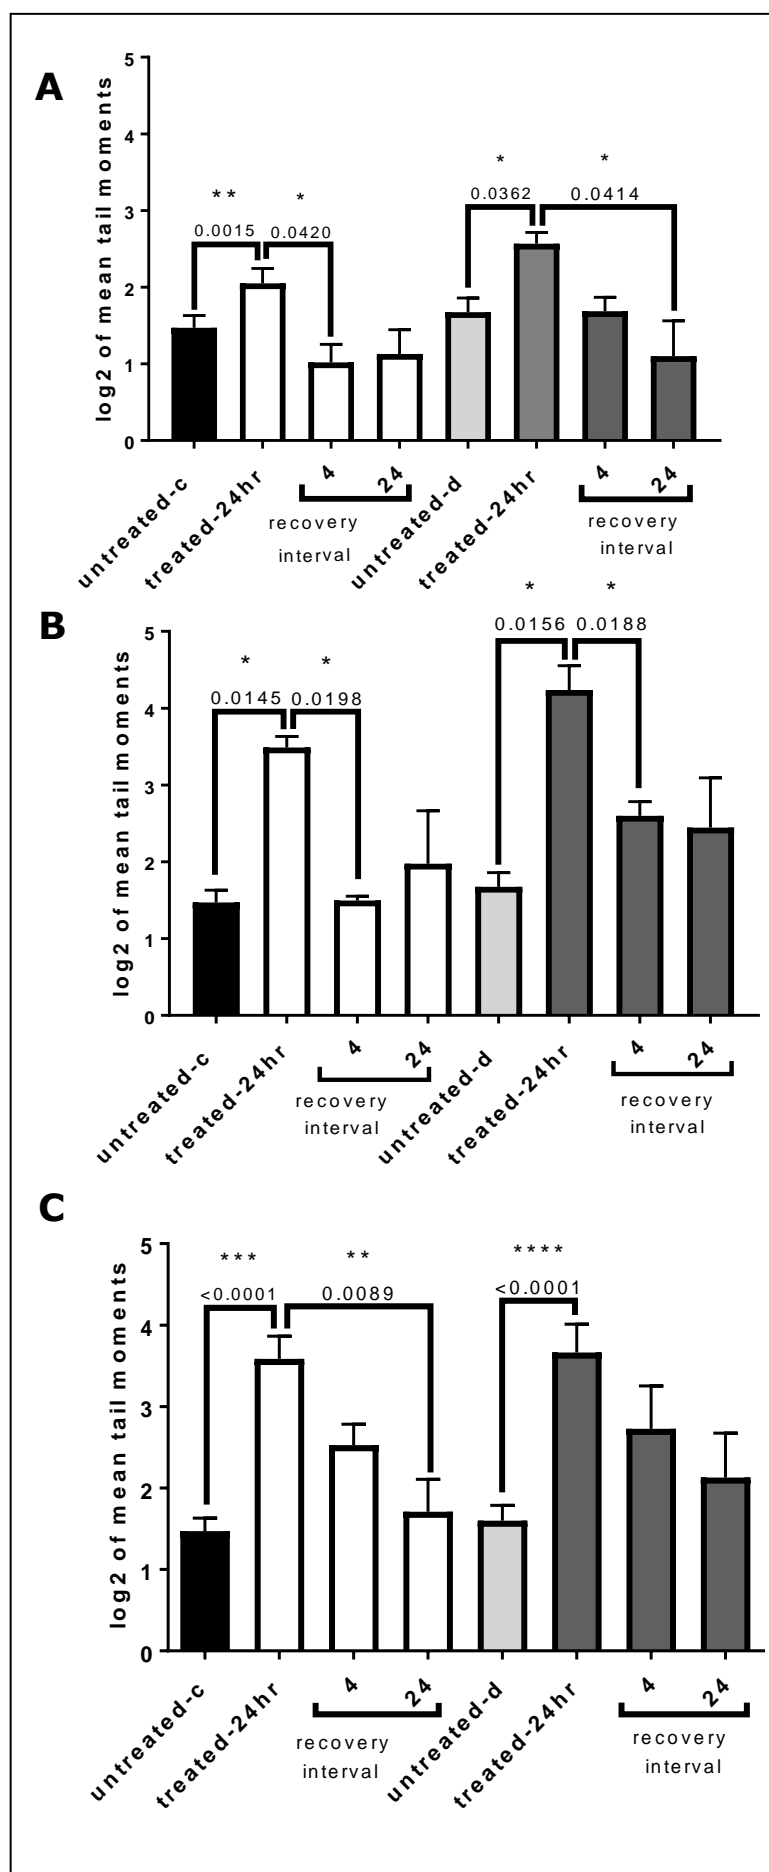 A
log2 of mean tail moments
5
4
3
2
1
0
** * * *
0.0015 0.0420 0.0362 0.0414
untreated-c treated-24hr 4 24 untreated-d treated-24hr 4 24
recovery
interval
recovery
interval
B
log2 of mean tail moments
5
4
3
2
1
0
* * * *
0.0145 0.0198 0.0156 0.0188
untreated-c treated-24hr 4 24 untreated-d treated-24hr 4 24
recovery
interval
recovery
interval
C
log2 of mean tail moments
5
4
3
2
1
0
*** ** ****
<0.0001 0.0089 <0.0001
untreated-c treated-24hr 4 24 untreated-d treated-24hr 4 24
recovery
interval
recovery
interval